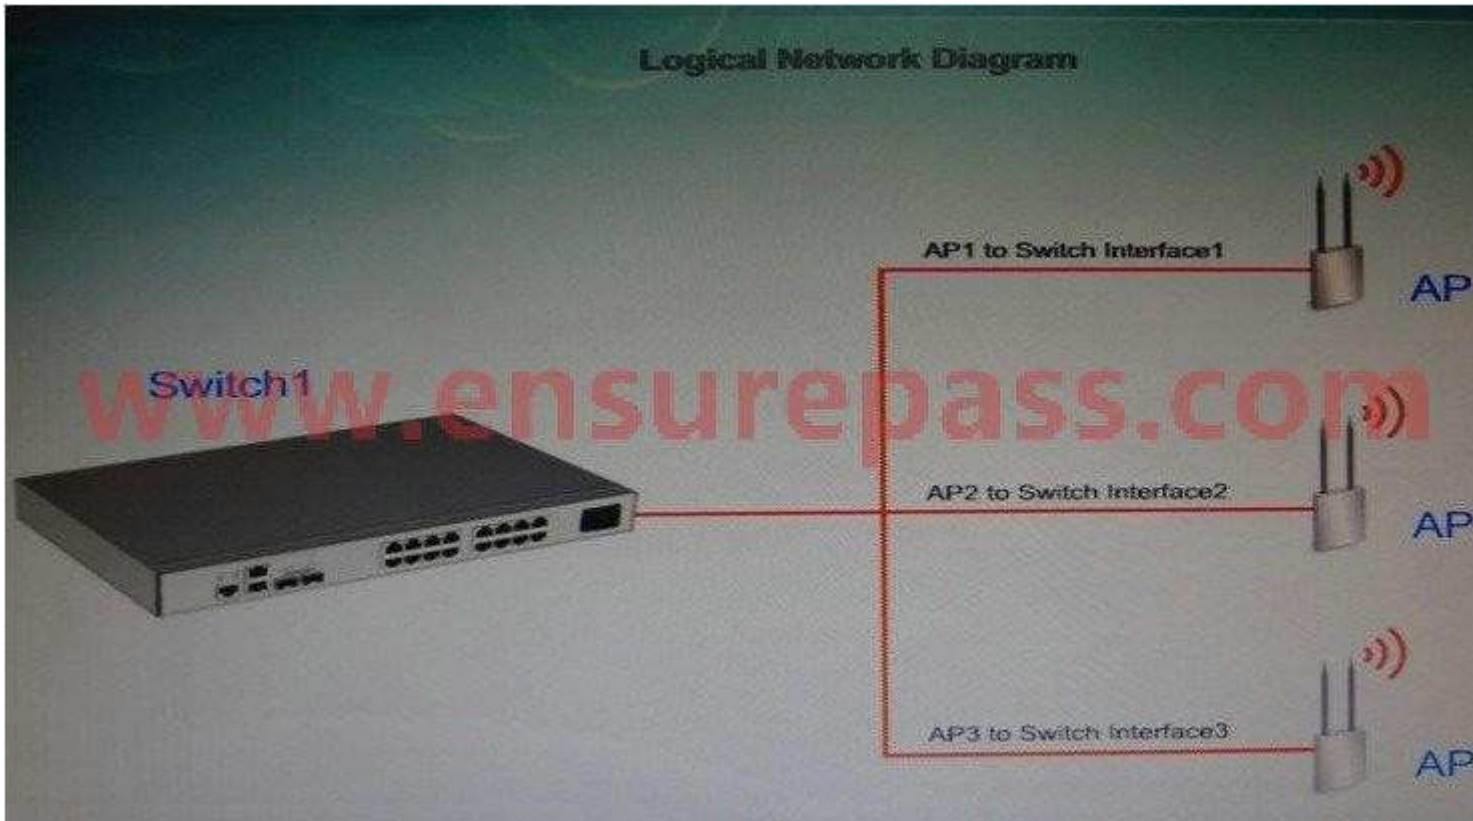 Logical Network Diagram
AP1 to Switch Interface1
AP
Switch1
www.ensurepass.com
AP2 to Switch Interface2
AP
AP3 to Switch Interface3
AP